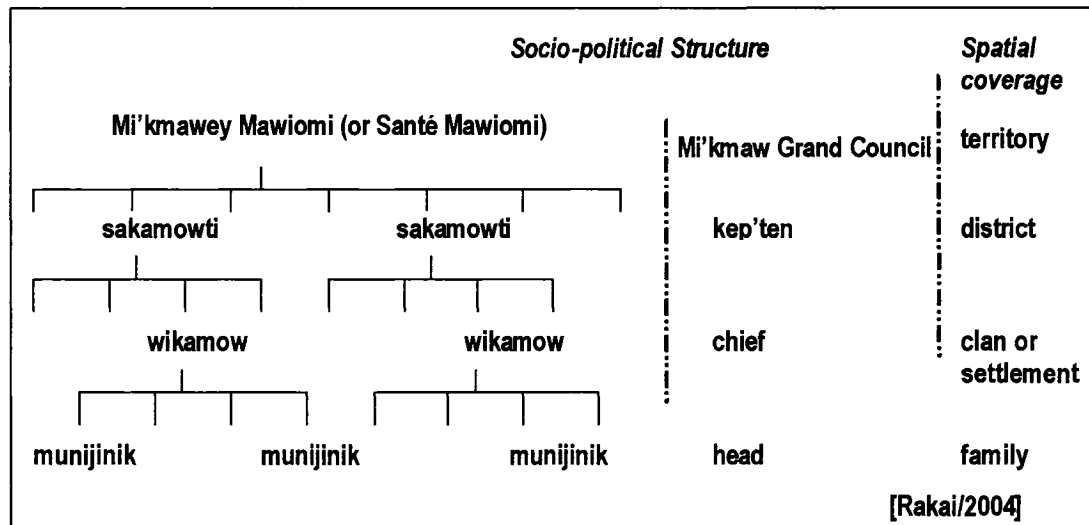 Socio-political Structure Spatial coverage
Mi'kmawey Mawiomi (or Santé Mawiomi) Mi'kmaw Grand Council territory
sakamowti sakamowti kep'ten district
wikamow wikamow chief clan or settlement
munijinik munijinik munijinik head family
[Rakai/2004]